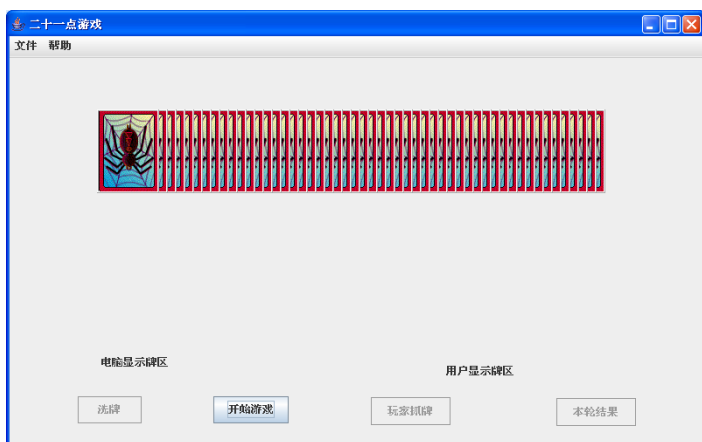 二十一点游戏
文件 帮助
电脑显示牌区
用户显示牌区
洗牌 开始游戏 玩家抓牌 本轮结果